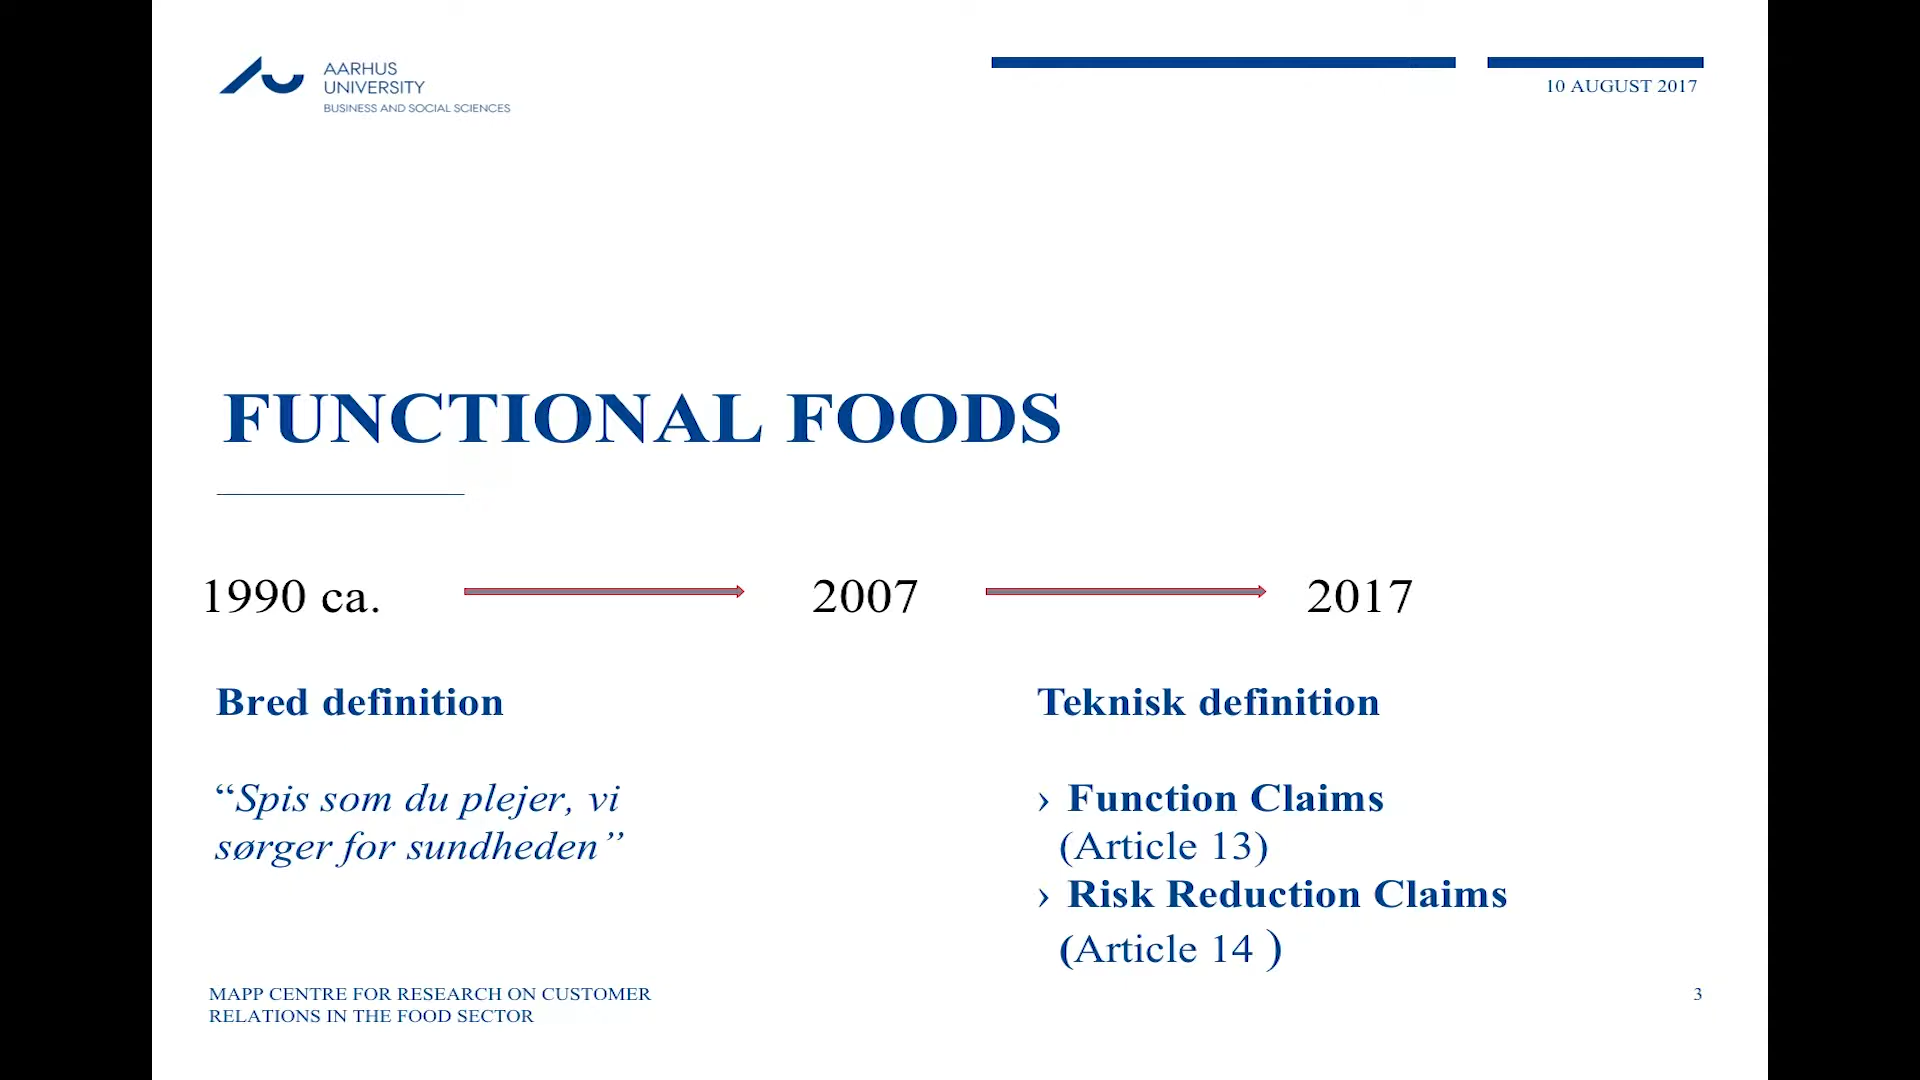 AARHUS
UNIVERSITY
BUSINESS AND SOCIAL SCIENCES
10 AUGUST 2017
FUNCTIONAL FOODS
1990 ca.
2007
2017
Bred definition
“Spis som du plejer, vi
sørger for sundheden”
Teknisk definition
› Function Claims
(Article 13)
› Risk Reduction Claims
(Article 14 )
MAPP CENTRE FOR RESEARCH ON CUSTOMER
RELATIONS IN THE FOOD SECTOR
3